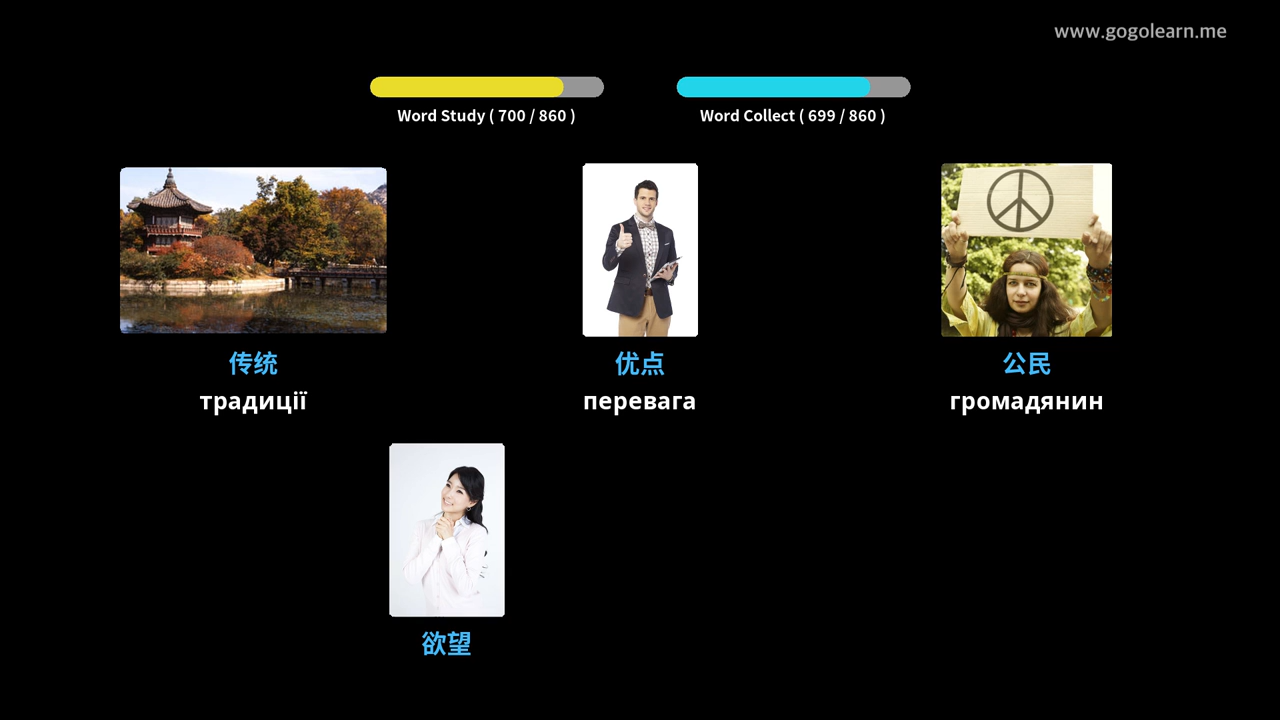 www.gogolearn.me
Word Study ( 700 / 860 )
Word Collect ( 699 / 860 )
传统
традиції
优点
перевага
公民
громадянин
欲望